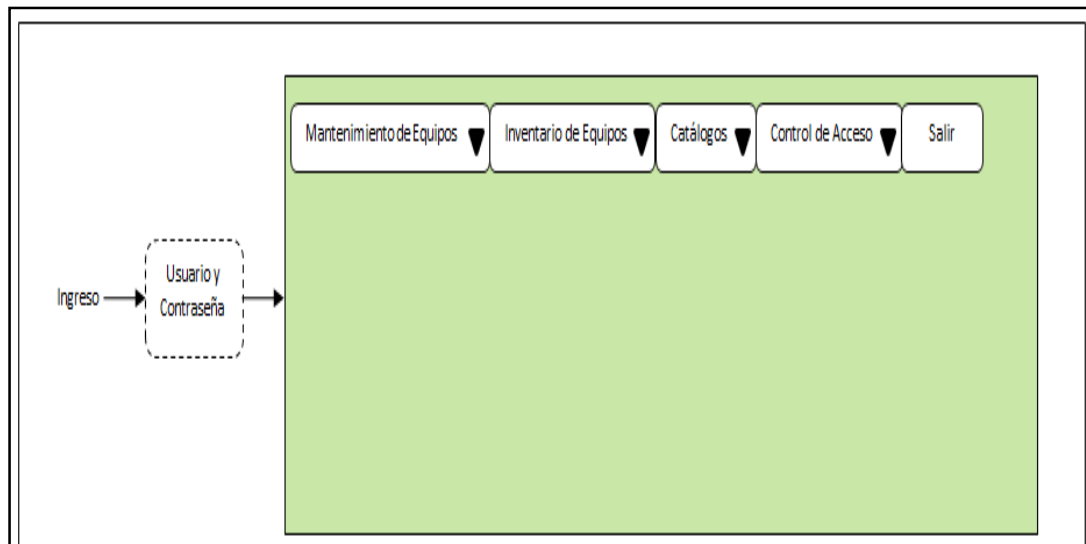 Mantenimiento de Equipos
Inventario de Equipos
Catálogos
Control de Acceso
Salir
Ingreso
Usuario y
Contraseña